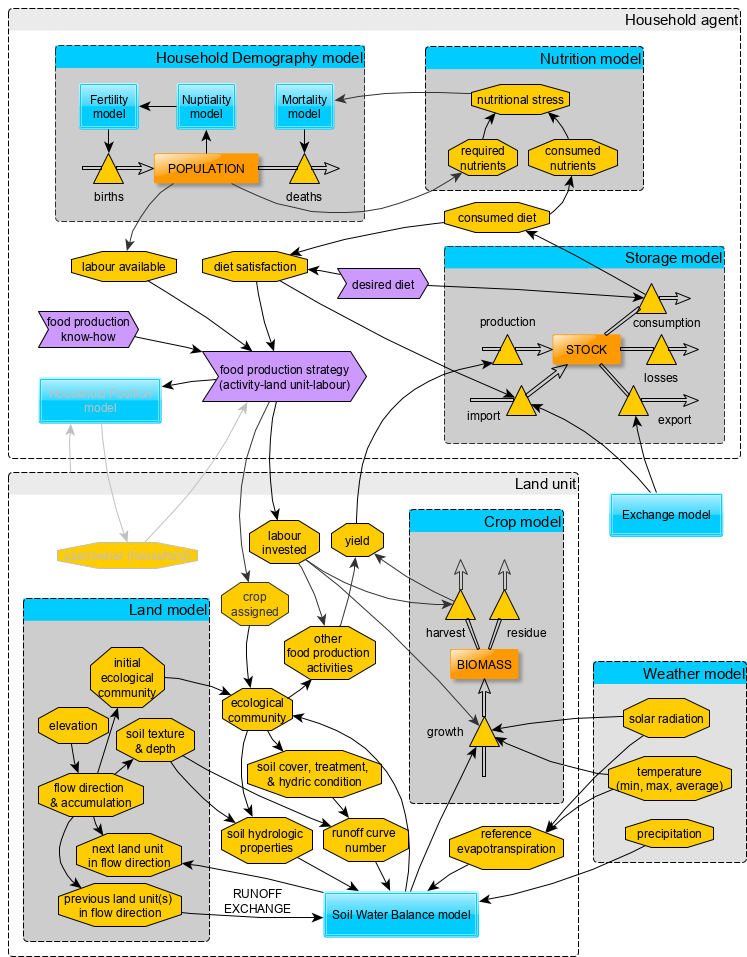 Household agent
Household Demography model
Nutrition model
Fertility
model
Nuptiality
model
Mortality
model
nutritional stress
required
nutrients
consumed
nutrients
POPULATION
births
deaths
consumed diet
labour available
diet satisfaction
Storage model
desired diet
food production
know-how
production
consumption
STOCK
losses
import
export
food production strategy
(activity-land unit-labour)
model
Land unit
Exchange model
Crop model
labour
invested
yield
crop
assigned
Land model
harvest
residue
other
food production
activities
BIOMASS
initial
ecological
community
Weather model
elevation
ecological
community
soil texture
& depth
growth
solar radiation
flow direction
& accumulation
soil cover, treatment,
& hydric condition
temperature
(min, max, average)
next land unit
in flow direction
soil hydrologic
properties
runoff curve
number
reference
evapotranspiration
precipitation
previous land unit(s)
in flow direction
RUNOFF
EXCHANGE
Soil Water Balance model